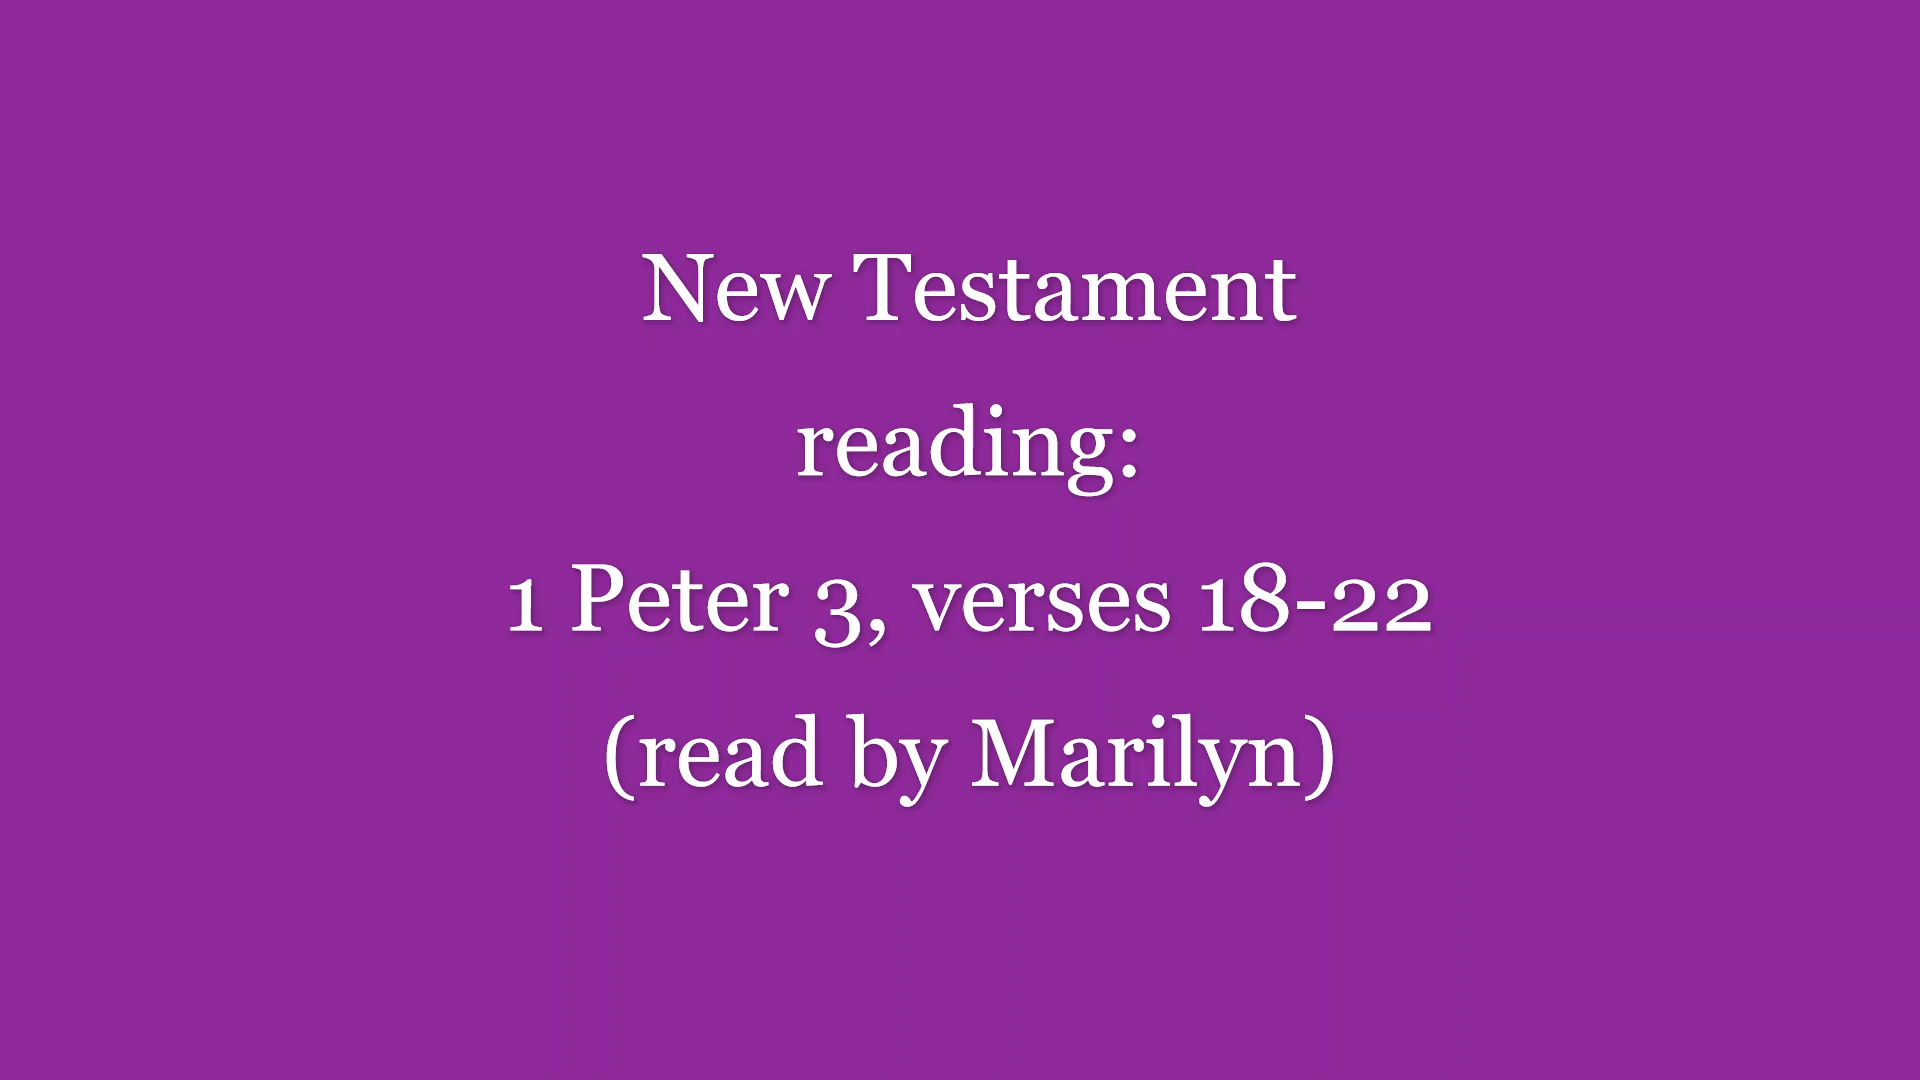 New Testament
reading:
1 Peter 3, verses 18-22
(read by Marilyn)